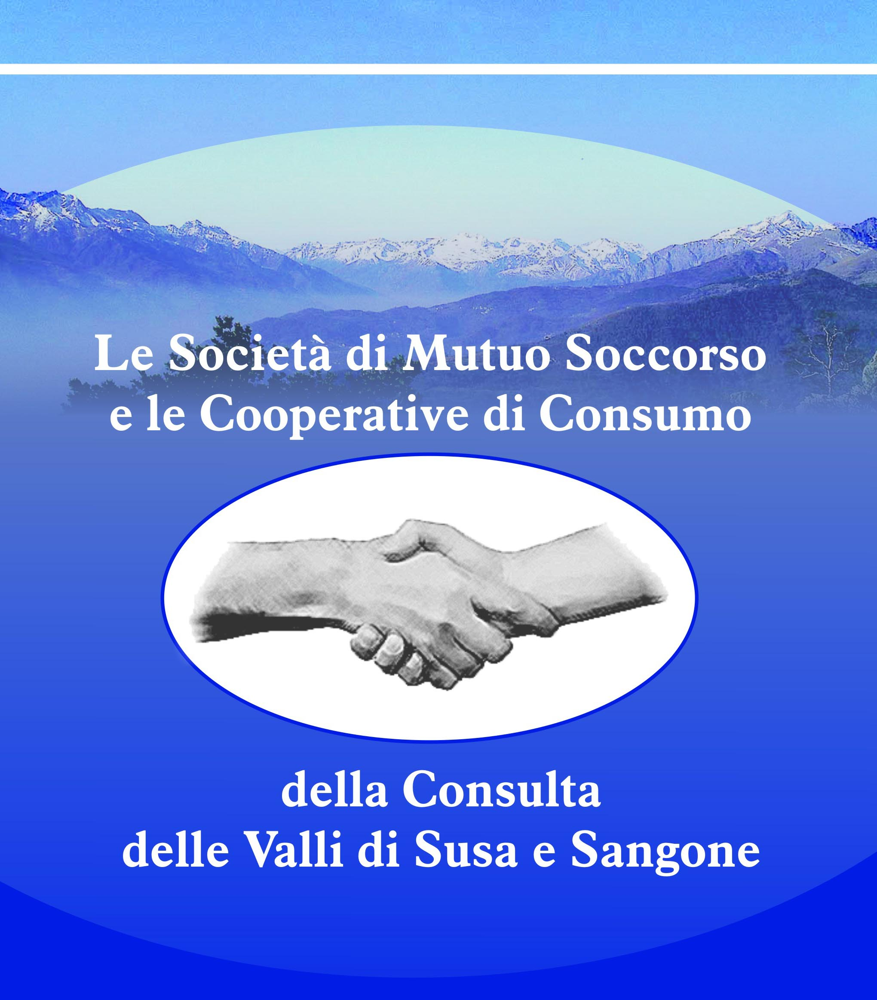 Le Società di Mutuo Soccorso
e le Cooperative di Consumo
della Consulta
delle Valli di Susa e Sangone